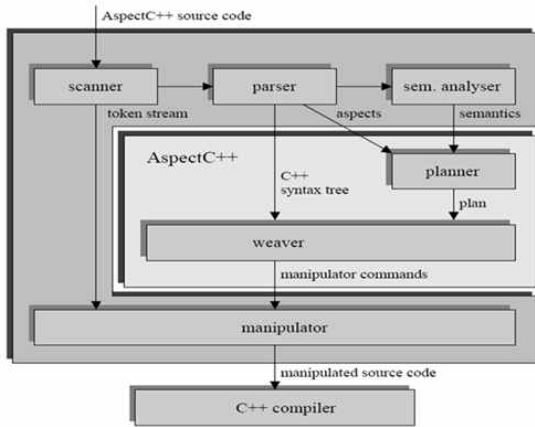 AspectC++ source code
scanner
parser
sem. analyser
token stream
aspects
semantics
AspectC++
planner
C++
syntax tree
plan
weaver
manipulator commands
manipulator
manipulated source code
C++ compiler